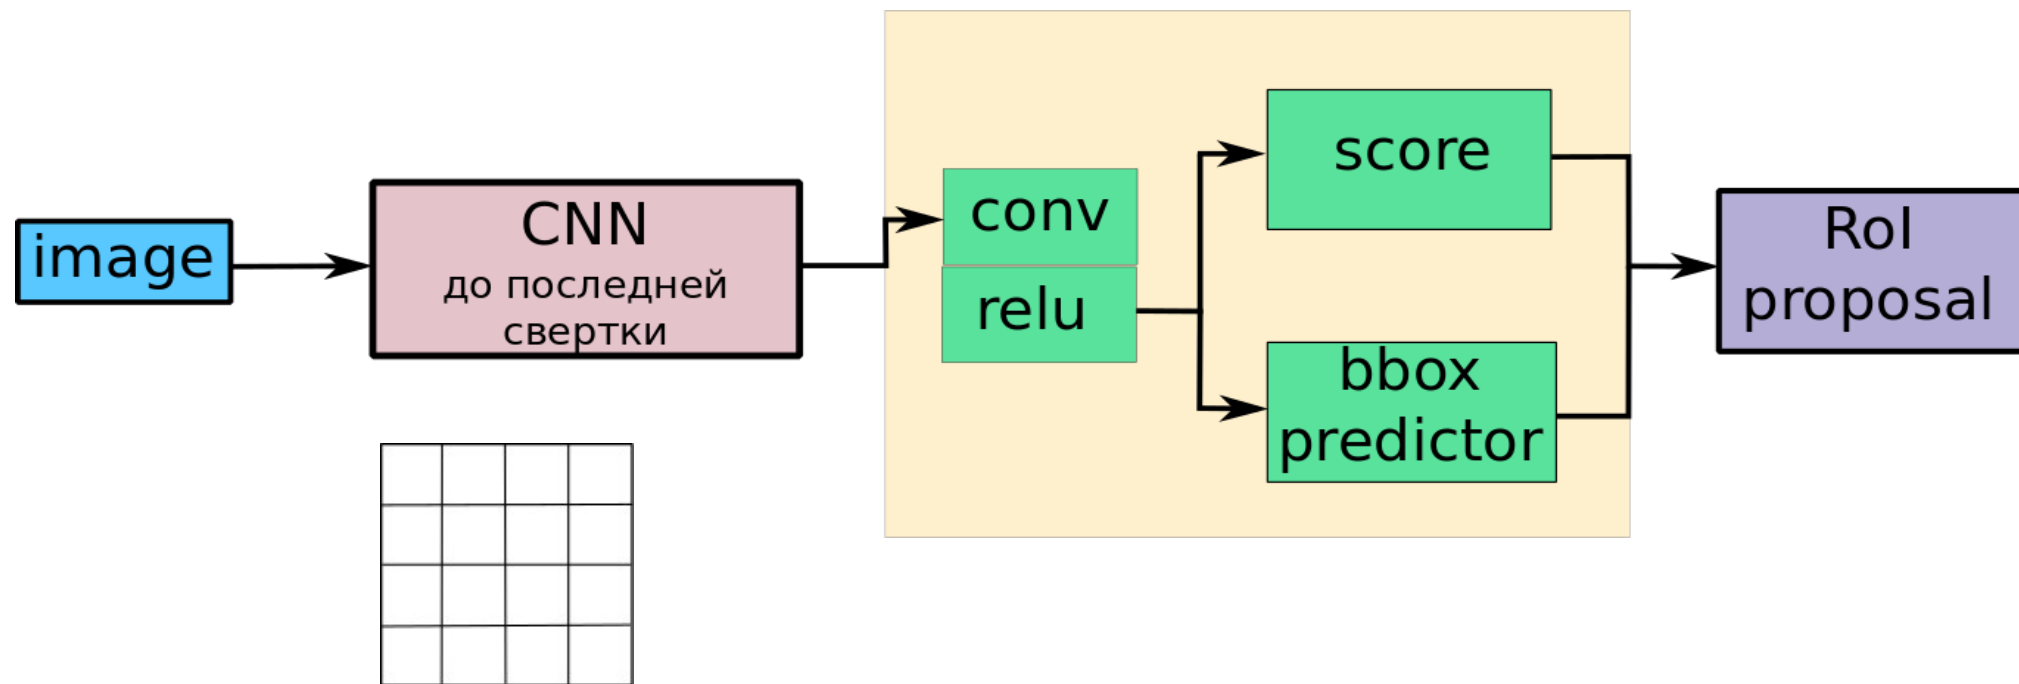 image
CNN
до последней
свертки
conv
relu
score
bbox
predictor
RoI
proposal